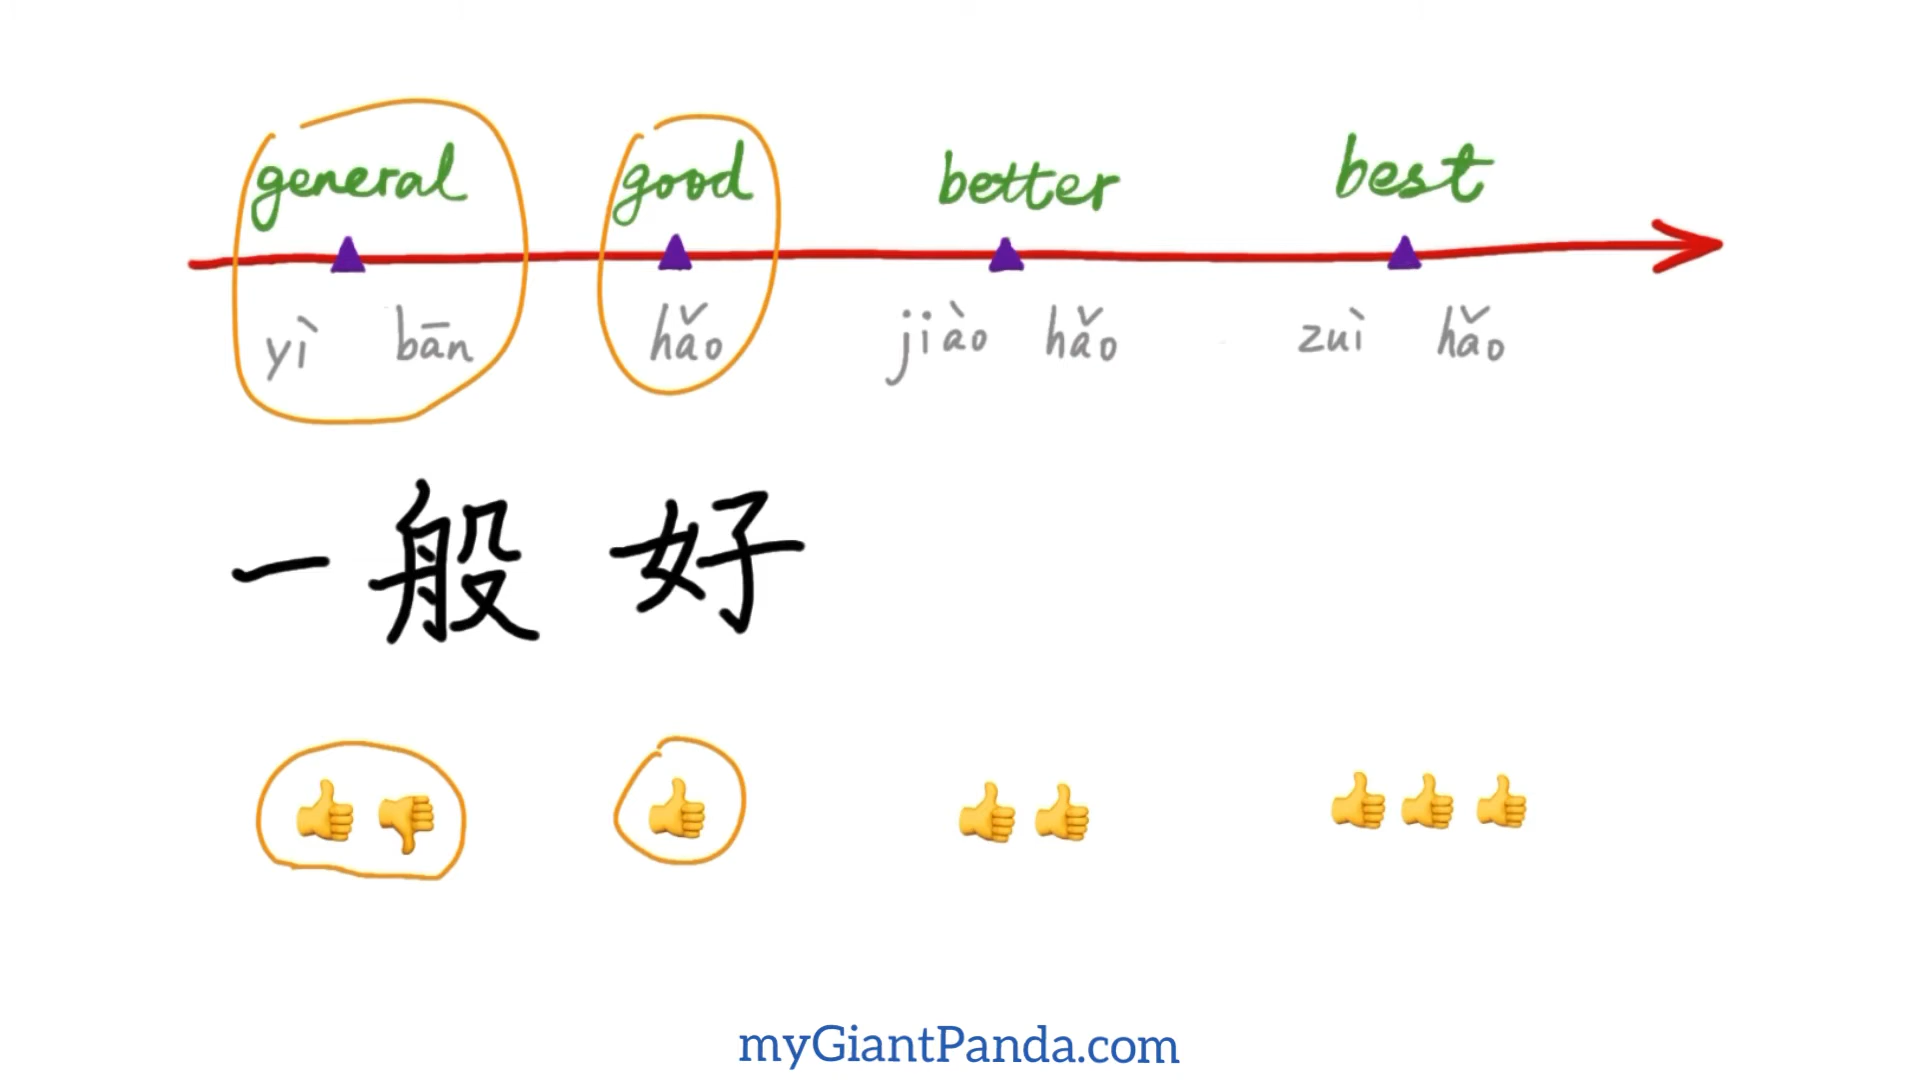 general good better best
yì bān hǎo jiào hǎo zuì hǎo
一般 好
myGiantPanda.com